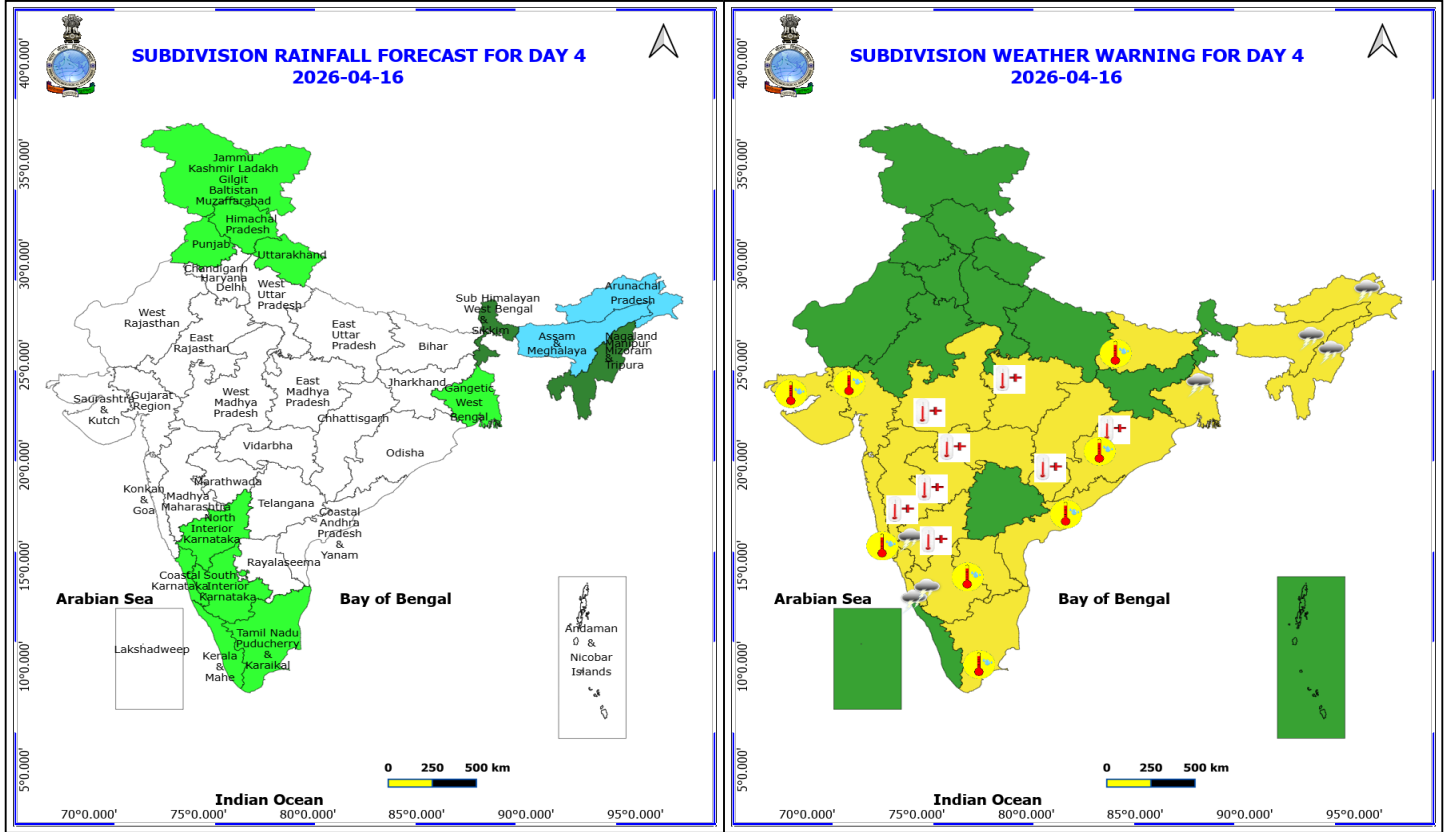 SUBDIVISION RAINFALL FORECAST FOR DAY 4
2026-04-16
40°0.000'
35°0.000'
30°0.000'
25°0.000'
20°0.000'
15°0.000'
10°0.000'
5°0.000'
Jammu
Kashmir Ladakh
Gilgit
Baltistan
Muzaffarabad
Himachal
Pradesh
Punjab
Uttarakhand
Chandigarh
Haryana
Delhi
West
Uttar
Pradesh
West
Rajasthan
East
Rajasthan
East
Uttar
Pradesh
Bihar
Sub Himalayan
West Bengal
&
Sikkim
Arunachal
Pradesh
Assam
&
Meghalaya
Nagaland
Manipur
Mizoram
&
Tripura
Saurashtra
&
Kutch
Gujarat
Region
West
Madhya
Pradesh
East
Madhya
Pradesh
Jharkhand
Gangetic
West
Bengal
Chhattisgarh
Vidarbha
Odisha
Konkan
&
Goa
Madhya
Maharashtra
Marathwada
Telangana
North
Interior
Karnataka
Coastal
Andhra
Pradesh
&
Yanam
Rayalaseema
Coastal
Karnataka
South
Interior
Karnataka
Arabian Sea
Bay of Bengal
Lakshadweep
Kerala
&
Mahe
Tamil Nadu
Puducherry
&
Karaikal
Andaman
&
Nicobar
Islands
0 250 500 km
Indian Ocean
70°0.000' 75°0.000' 80°0.000' 85°0.000' 90°0.000' 95°0.000'
SUBDIVISION WEATHER WARNING FOR DAY 4
2026-04-16
40°0.000'
35°0.000'
30°0.000'
25°0.000'
20°0.000'
15°0.000'
10°0.000'
5°0.000'
Arabian Sea
Bay of Bengal
0 250 500 km
Indian Ocean
70°0.000' 75°0.000' 80°0.000' 85°0.000' 90°0.000' 95°0.000'